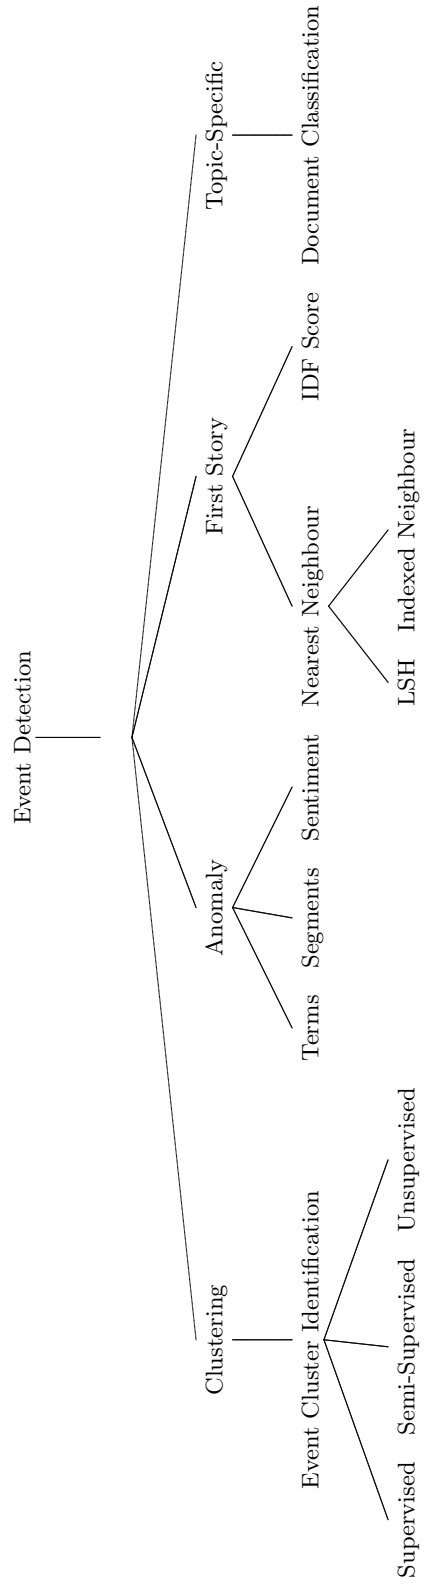 Event Detection
Clustering
Anomaly
First Story
Topic-Specific
Event Cluster Identification
Terms
Segments
Sentiment
Nearest Neighbour
IDF Score
Document Classification
Supervised
Semi-Supervised
Unsupervised
LSH
Indexed Neighbour